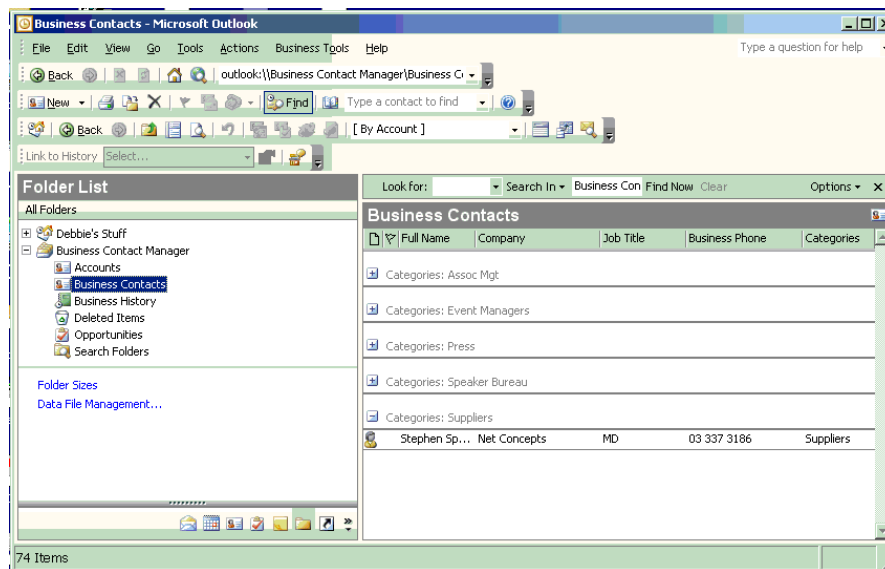 Business Contacts - Microsoft Outlook
File Edit View Go Tools Actions Business Tools Help Type a question for help
Back outlook:\\Business Contact Manager\Business Co
New Find Type a contact to find
Back [ By Account ]
Link to History Select...
Folder List
Look for: Search In Business Con Find Now Clear Options
All Folders
Business Contacts
Full Name Company Job Title Business Phone Categories
Debbie's Stuff
Business Contact Manager
Accounts
Business Contacts
Business History
Deleted Items
Opportunities
Search Folders
Folder Sizes
Data File Management...
Categories: Assoc Mgt
Categories: Event Managers
Categories: Press
Categories: Speaker Bureau
Categories: Suppliers
Stephen Sp... Net Concepts MD 03 337 3186 Suppliers
74 Items